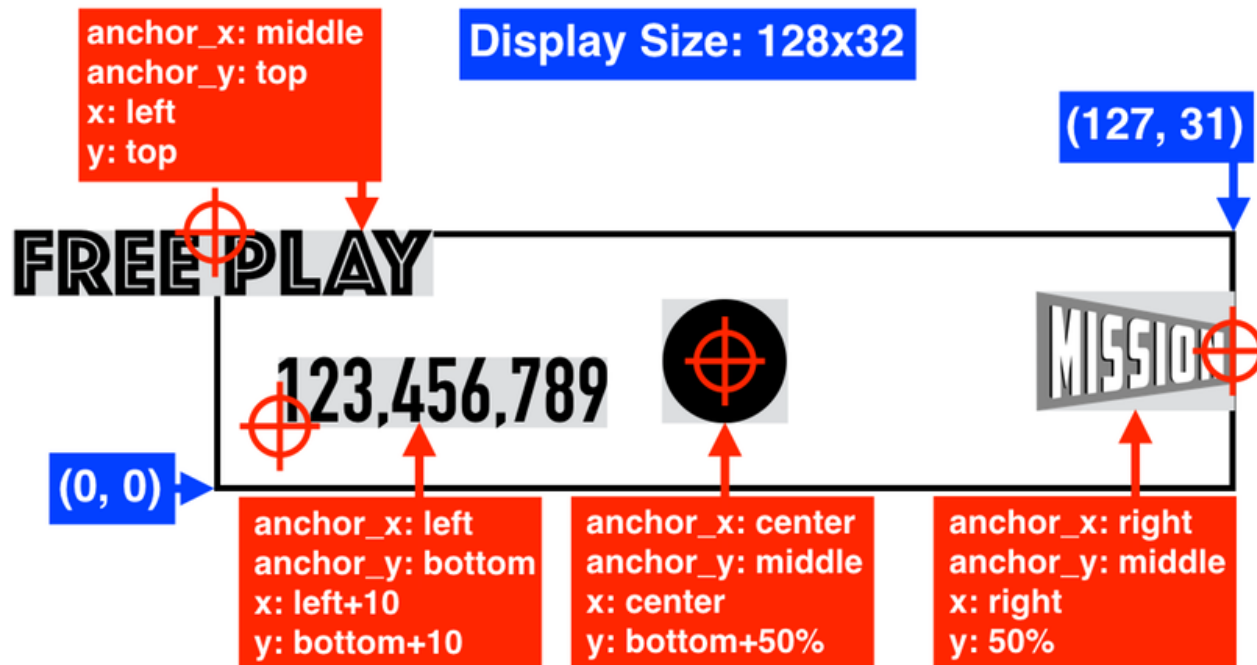 anchor_x: middle
anchor_y: top
x: left
y: top
Display Size: 128x32
(127, 31)
FREE PLAY
MISSION
123,456,789
(0, 0)
anchor_x: left
anchor_y: bottom
x: left+10
y: bottom+10
anchor_x: center
anchor_y: middle
x: center
y: bottom+50%
anchor_x: right
anchor_y: middle
x: right
y: 50%